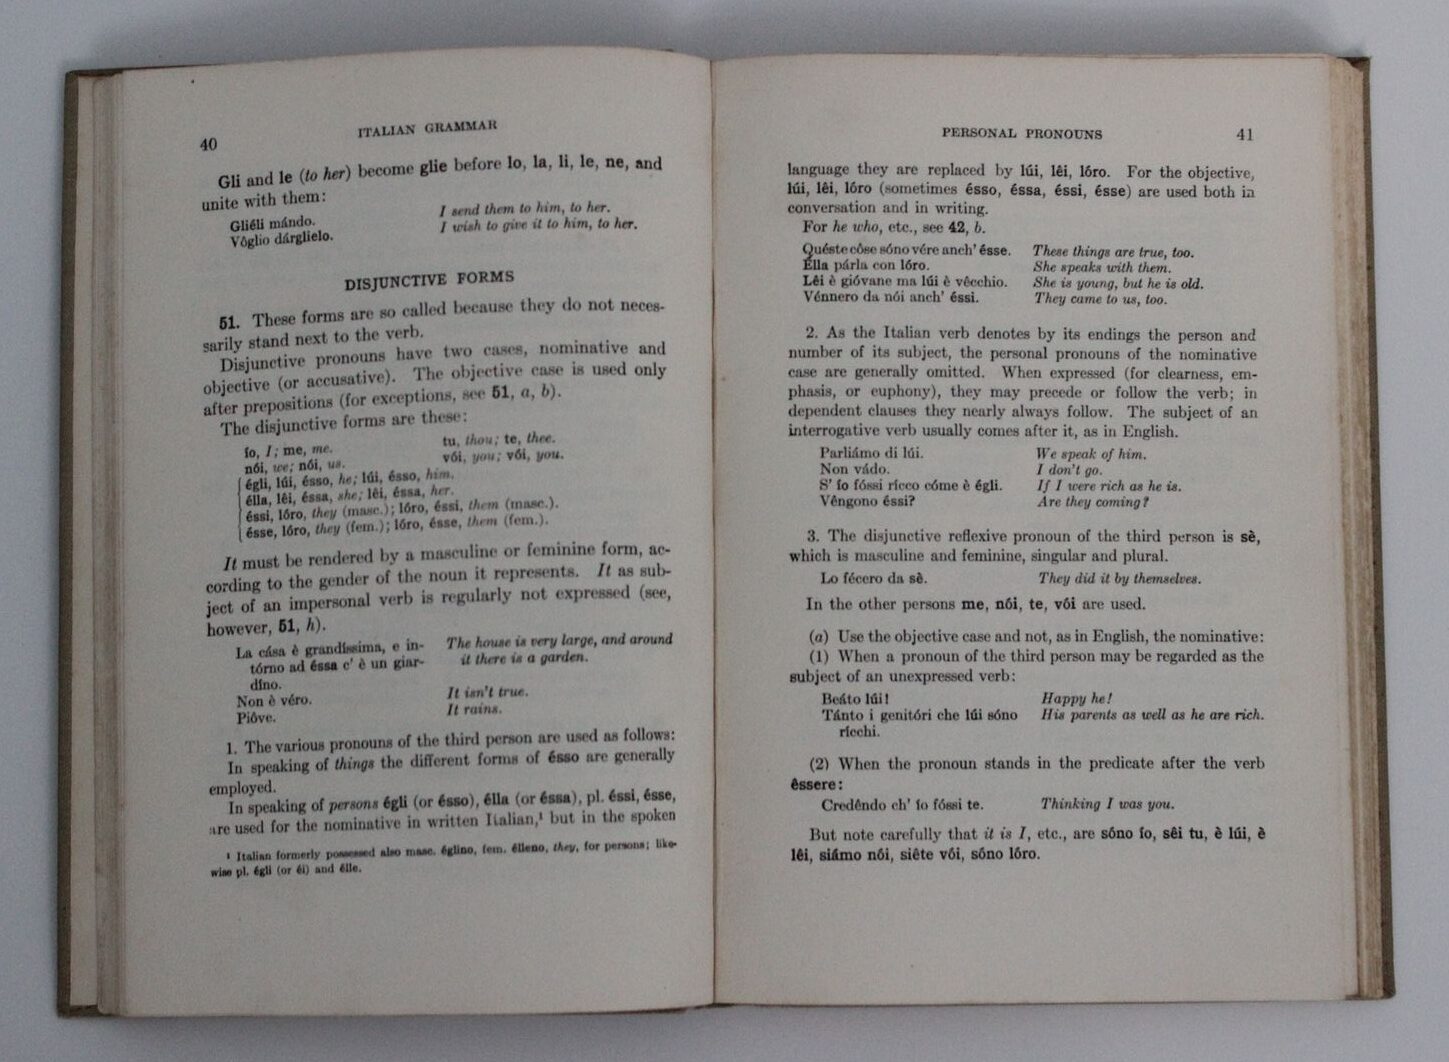 40
ITALIAN GRAMMAR
Gli and le (to her) become glie before lo, la, li, le, ne, and
unite with them:
Gliéli mándo. I send them to him, to her.
Vôglio dárglielo. I wish to give it to him, to her.
DISJUNCTIVE FORMS
51. These forms are so called because they do not neces-
sarily stand next to the verb.
Disjunctive pronouns have two cases, nominative and
objective (or accusative). The objective case is used only
after prepositions (for exceptions, see 51, a, b).
The disjunctive forms are these:
ío, I; me, me. tu, thou; te, thee.
nói, we; nói, us. vói, you; vói, you.
égli, lúi, ésso, he; lúi, ésso, him.
élla, lêi, éssa, she; lêi, éssa, her.
éssi, lóro, they (masc.); lóro, éssi, them (masc.).
ésse, lóro, they (fem.); lóro, ésse, them (fem.).
It must be rendered by a masculine or feminine form, ac-
cording to the gender of the noun it represents. It as sub-
ject of an impersonal verb is regularly not expressed (see,
however, 51, h).
La cása è grandíssima, e in- The house is very large, and around
tórno ad éssa c' è un giar- it there is a garden.
díno.
Non è véro. It isn't true.
Piôve. It rains.
1. The various pronouns of the third person are used as follows:
In speaking of things the different forms of ésso are generally
employed.
In speaking of persons égli (or ésso), élla (or éssa), pl. éssi, ésse,
are used for the nominative in written Italian,¹ but in the spoken
¹ Italian formerly possessed also masc. églino, fem. élleno, they, for persons; like-
wise pl. égli (or éi) and élle.
PERSONAL PRONOUNS
41
language they are replaced by lúi, lêi, lóro. For the objective,
lúi, lêi, lóro (sometimes ésso, éssa, éssi, ésse) are used both in
conversation and in writing.
For he who, etc., see 42, b.
Quéste côse sóno vére anch' ésse. These things are true, too.
Élla párla con lóro. She speaks with them.
Lêi è gióvane ma lúi è vêcchio. She is young, but he is old.
Vénnero da nói anch' éssi. They came to us, too.
2. As the Italian verb denotes by its endings the person and
number of its subject, the personal pronouns of the nominative
case are generally omitted. When expressed (for clearness, em-
phasis, or euphony), they may precede or follow the verb; in
dependent clauses they nearly always follow. The subject of an
interrogative verb usually comes after it, as in English.
Parliámo di lúi. We speak of him.
Non vádo. I don't go.
S' ío fóssi rícco cóme è égli. If I were rich as he is.
Vêngono éssi? Are they coming?
3. The disjunctive reflexive pronoun of the third person is sè,
which is masculine and feminine, singular and plural.
Lo fécero da sè. They did it by themselves.
In the other persons me, nói, te, vói are used.
(a) Use the objective case and not, as in English, the nominative:
(1) When a pronoun of the third person may be regarded as the
subject of an unexpressed verb:
Beáto lúi! Happy he!
Tánto i genitóri che lúi sóno His parents as well as he are rich.
rícchi.
(2) When the pronoun stands in the predicate after the verb
êssere:
Credêndo ch' ío fóssi te. Thinking I was you.
But note carefully that it is I, etc., are sóno ío, sêi tu, è lúi, è
lêi, siámo nói, siête vói, sóno lóro.